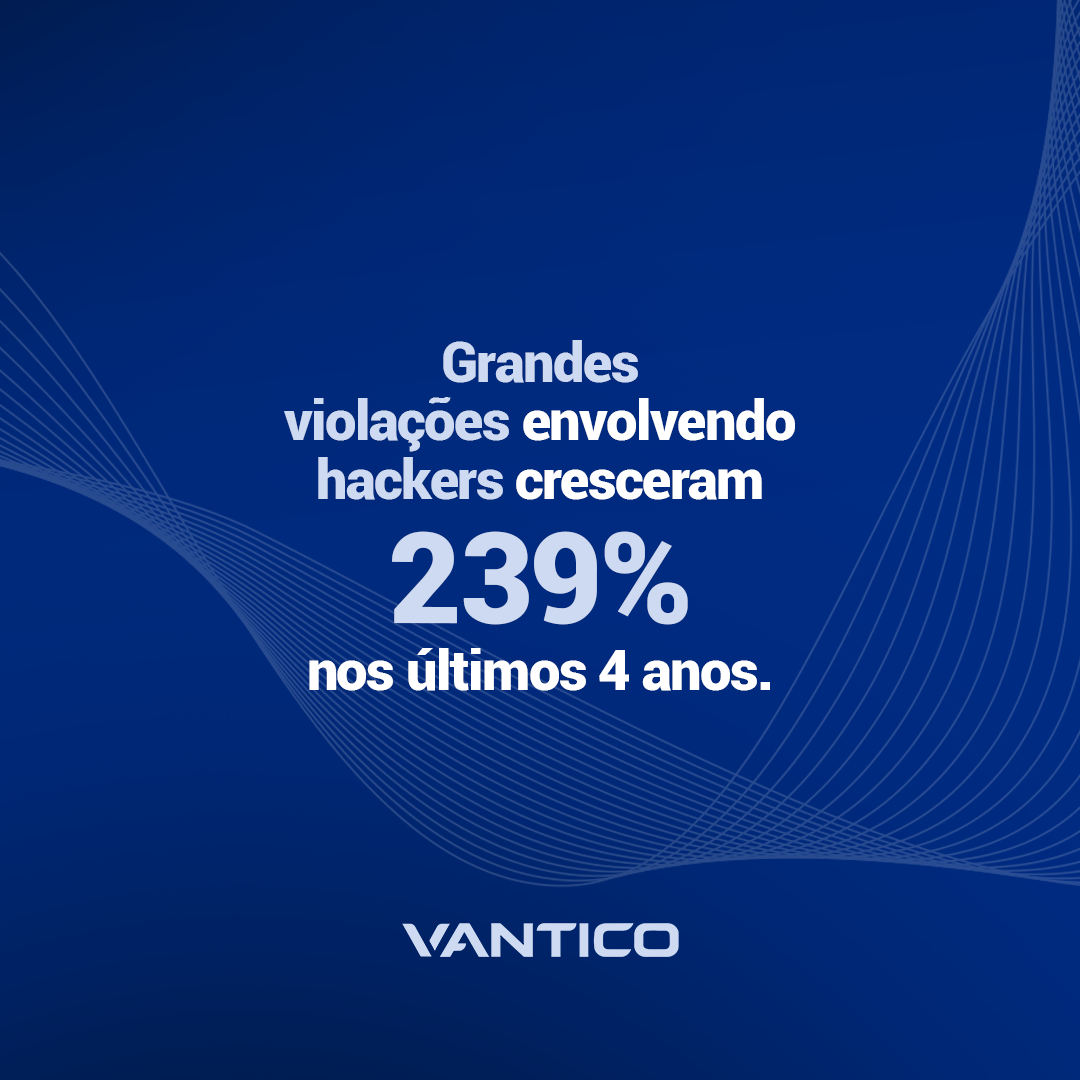 Grandes
violações envolvendo
hackers cresceram
239%
nos últimos 4 anos.
VANTICO